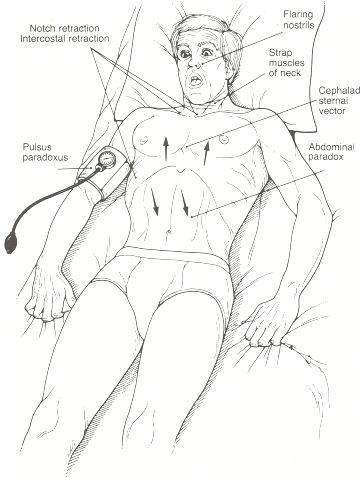 Flaring
nostrils
Notch retraction
Intercostal retraction
Strap
muscles
of neck
Cephalad
sternal
vector
Pulsus
paradoxus
Abdominal
paradox